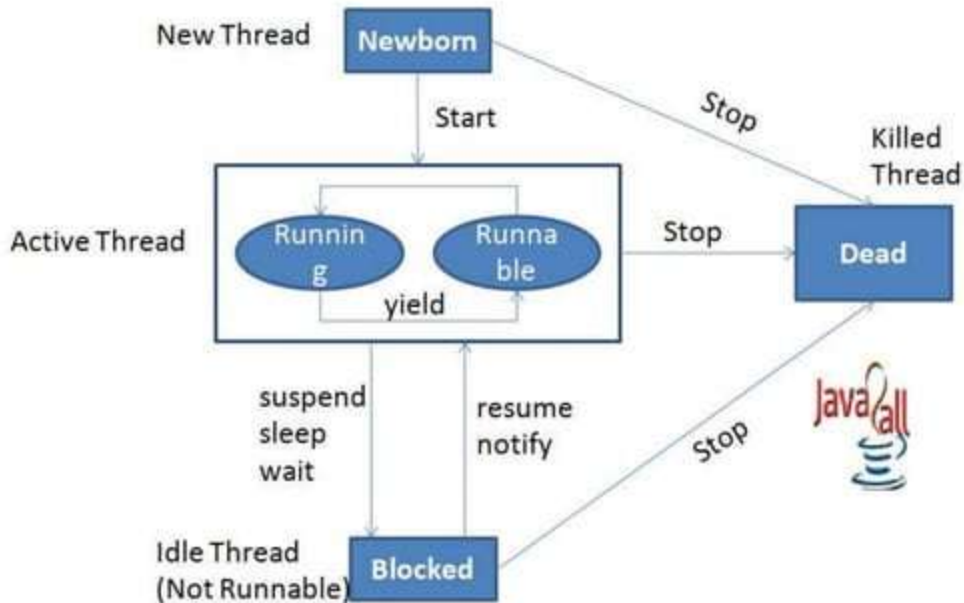 New Thread
Newborn
Start
Stop
Killed
Thread
Active Thread
Runnin
g
Runna
ble
yield
Stop
Dead
suspend
sleep
wait
resume
notify
Stop
Java2all
Idle Thread
(Not Runnable)
Blocked